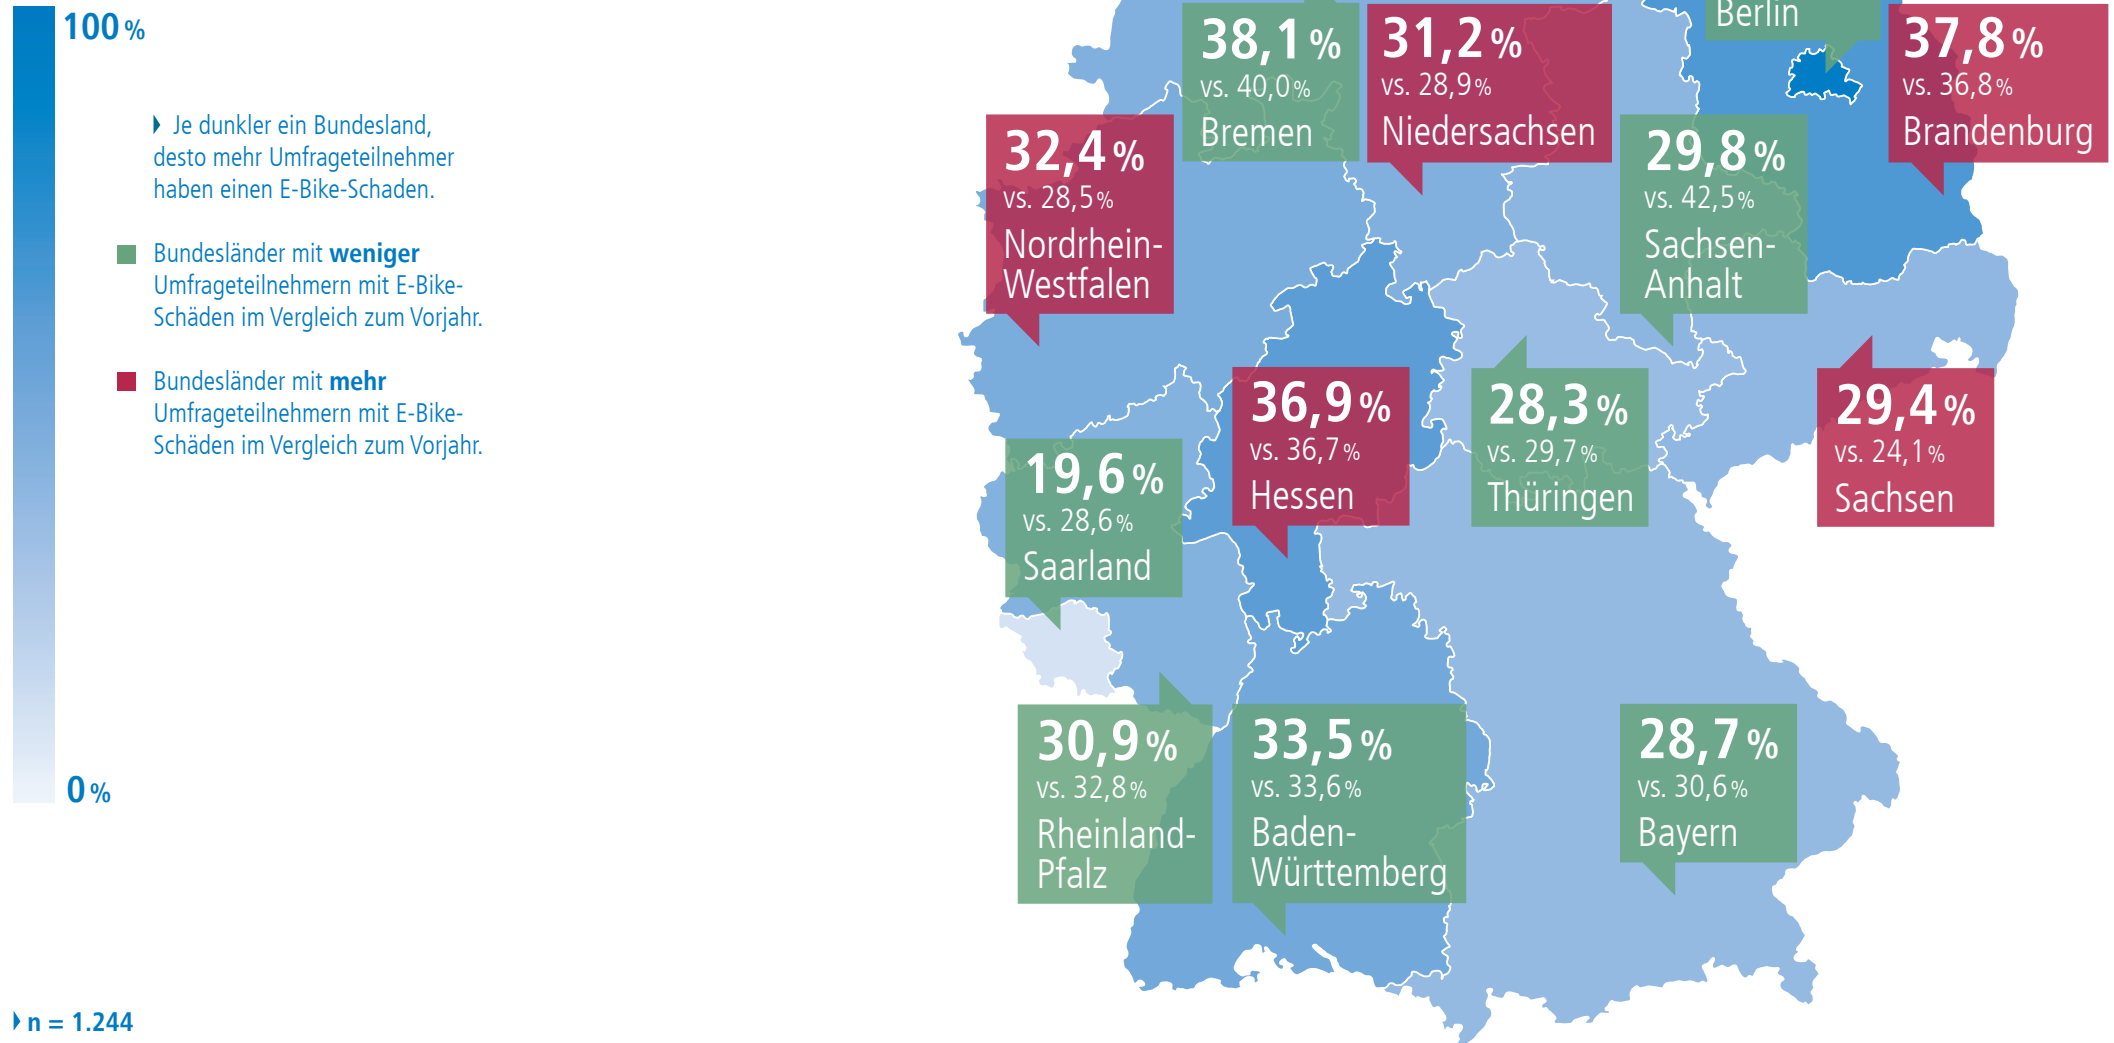 100 %
Je dunkler ein Bundesland,
desto mehr Umfrageteilnehmer
haben einen E-Bike-Schaden.
Bundesländer mit weniger
Umfrageteilnehmern mit E-Bike-
Schäden im Vergleich zum Vorjahr.
Bundesländer mit mehr
Umfrageteilnehmern mit E-Bike-
Schäden im Vergleich zum Vorjahr.
0 %
n = 1.244
Berlin
38,1 %
vs. 40,0 %
Bremen
31,2 %
vs. 28,9 %
Niedersachsen
37,8 %
vs. 36,8 %
Brandenburg
32,4 %
vs. 28,5 %
Nordrhein-
Westfalen
29,8 %
vs. 42,5 %
Sachsen-
Anhalt
36,9 %
vs. 36,7 %
Hessen
28,3 %
vs. 29,7 %
Thüringen
29,4 %
vs. 24,1 %
Sachsen
19,6 %
vs. 28,6 %
Saarland
30,9 %
vs. 32,8 %
Rheinland-
Pfalz
33,5 %
vs. 33,6 %
Baden-
Württemberg
28,7 %
vs. 30,6 %
Bayern